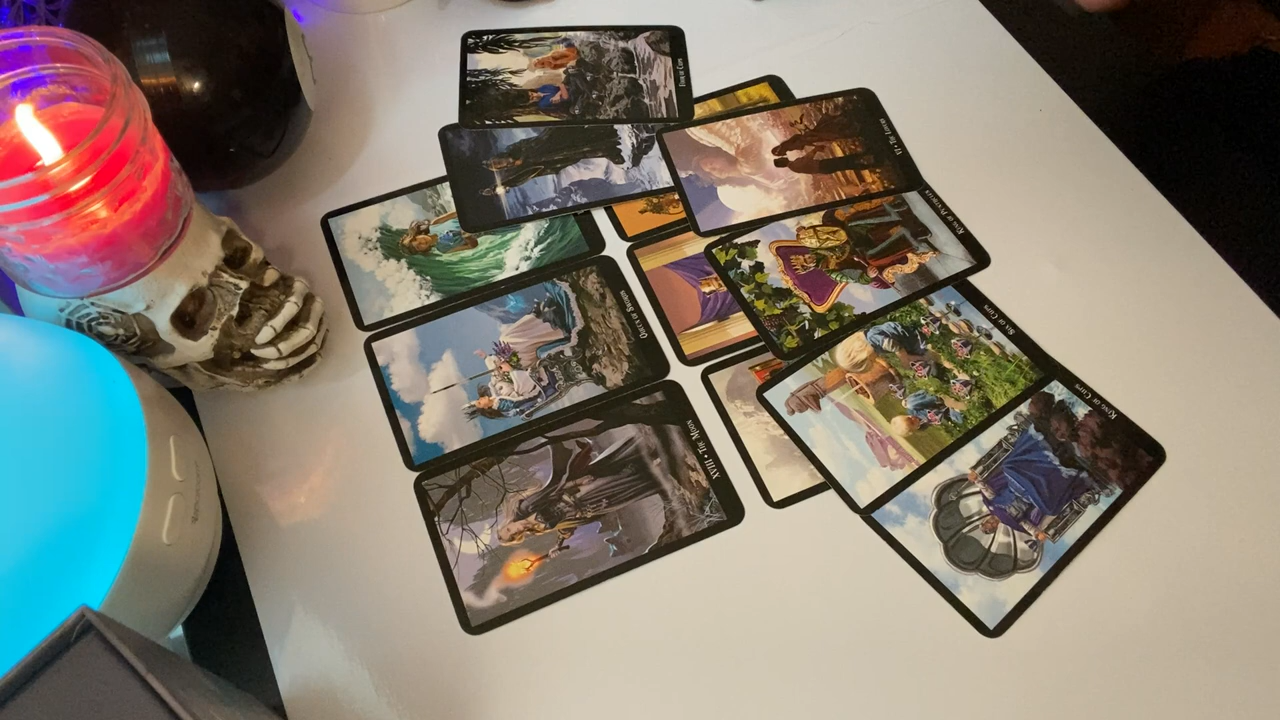 Five of Cups
VI • The Lovers
King of Pentacles
Queen of Swords
Six of Cups
XVIII • The Moon
King of Cups